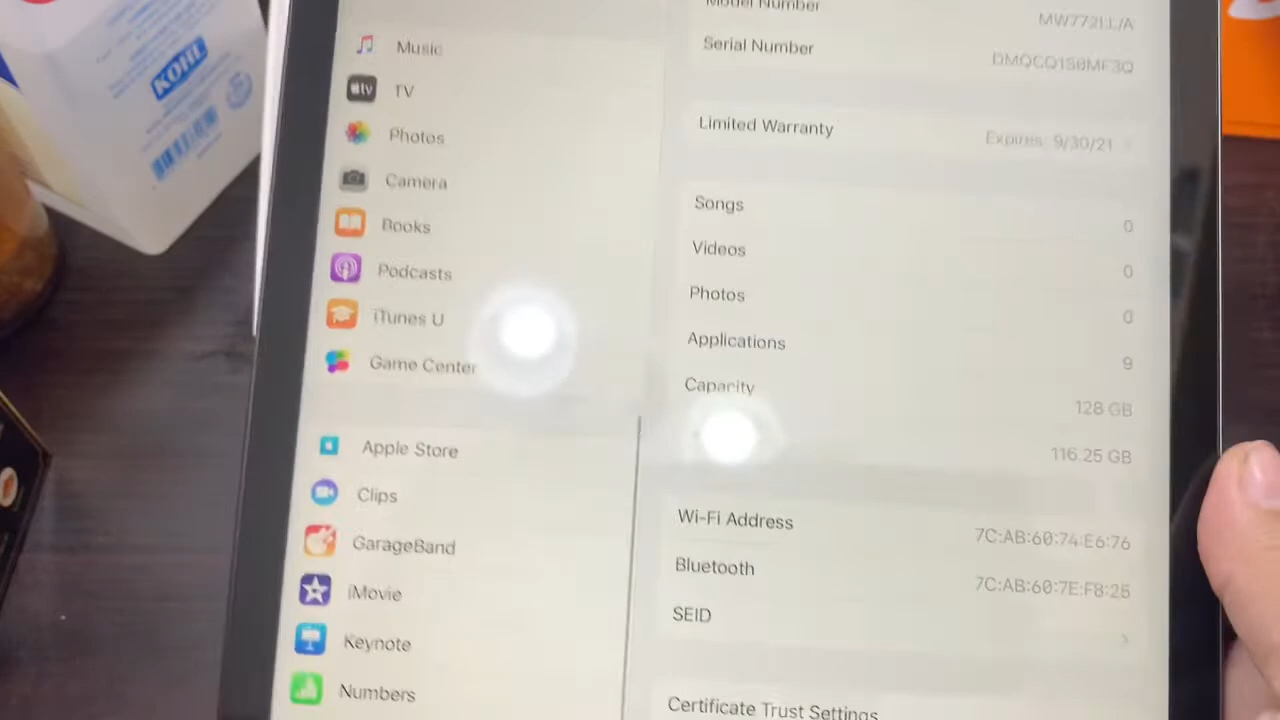 KOHL
Music
tv
TV
Photos
Camera
Books
Podcasts
iTunes U
Game Center
Apple Store
Clips
GarageBand
iMovie
Keynote
Numbers
Model Number MW772LL/A
Serial Number
Limited Warranty Expires: 9/30/21
Songs 0
Videos 0
Photos 0
Applications 9
Capacity 128 GB
116.25 GB
Wi-Fi Address 7C:AB:60:74:E6:76
Bluetooth 7C:AB:60:7E:F8:25
SEID
Certificate Trust Settings